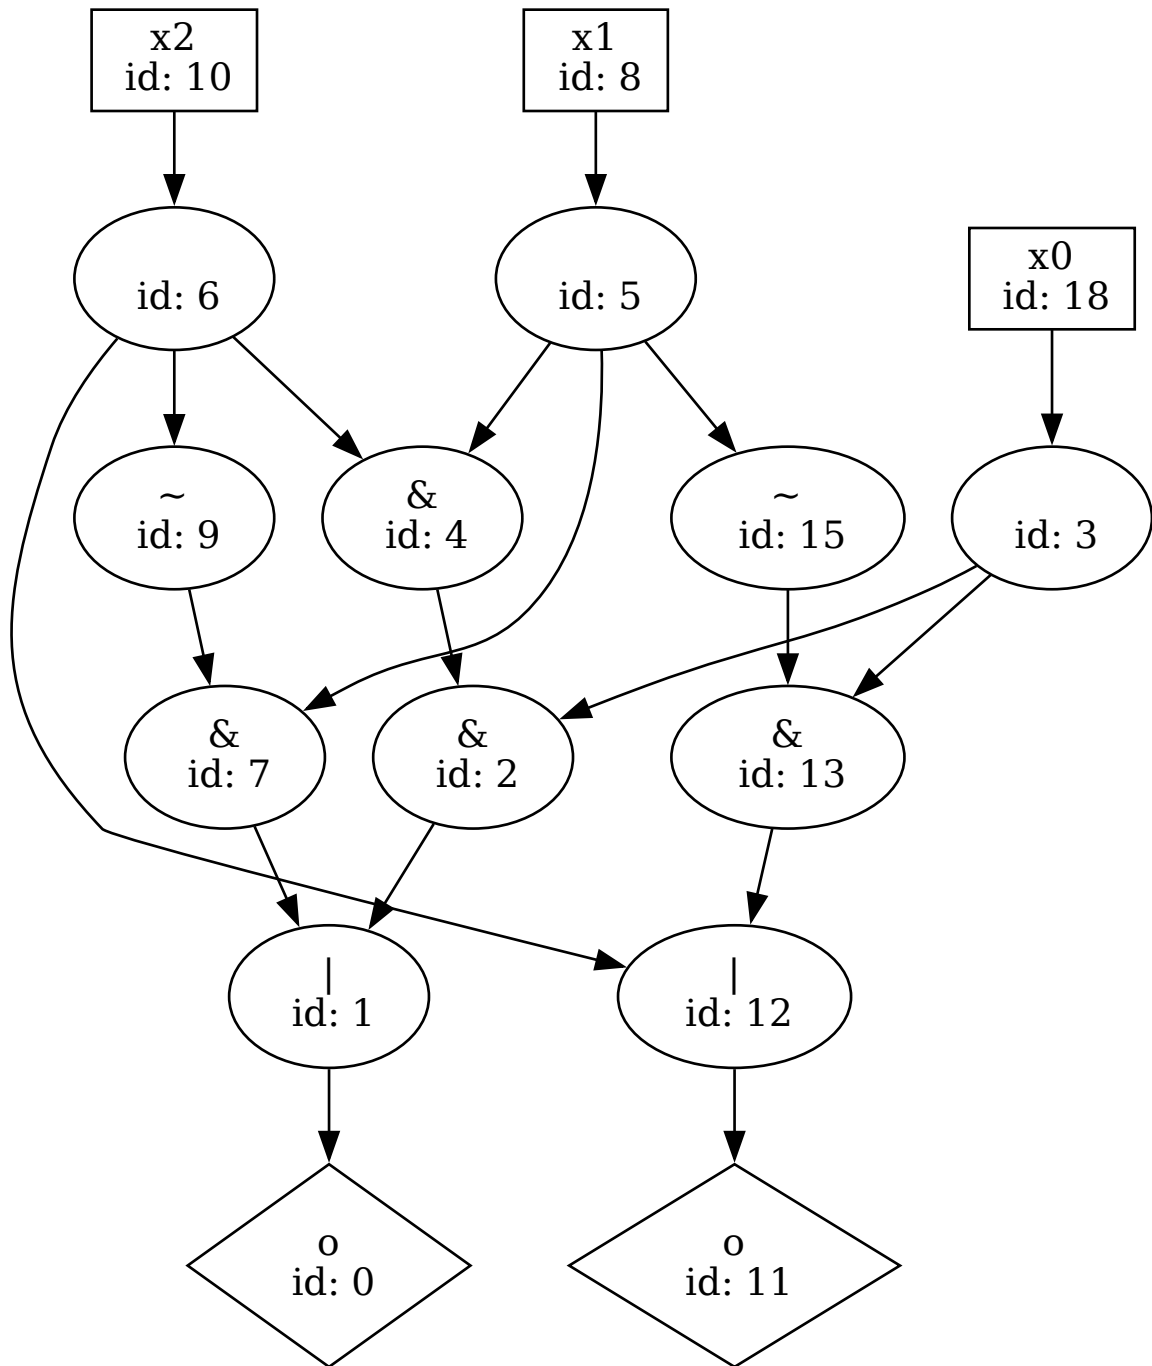 x2
id: 10
x1
id: 8
x0
id: 18
id: 6
id: 5
~
id: 9
&
id: 4
~
id: 15
id: 3
&
id: 7
&
id: 2
&
id: 13
|
id: 1
|
id: 12
o
id: 0
o
id: 11